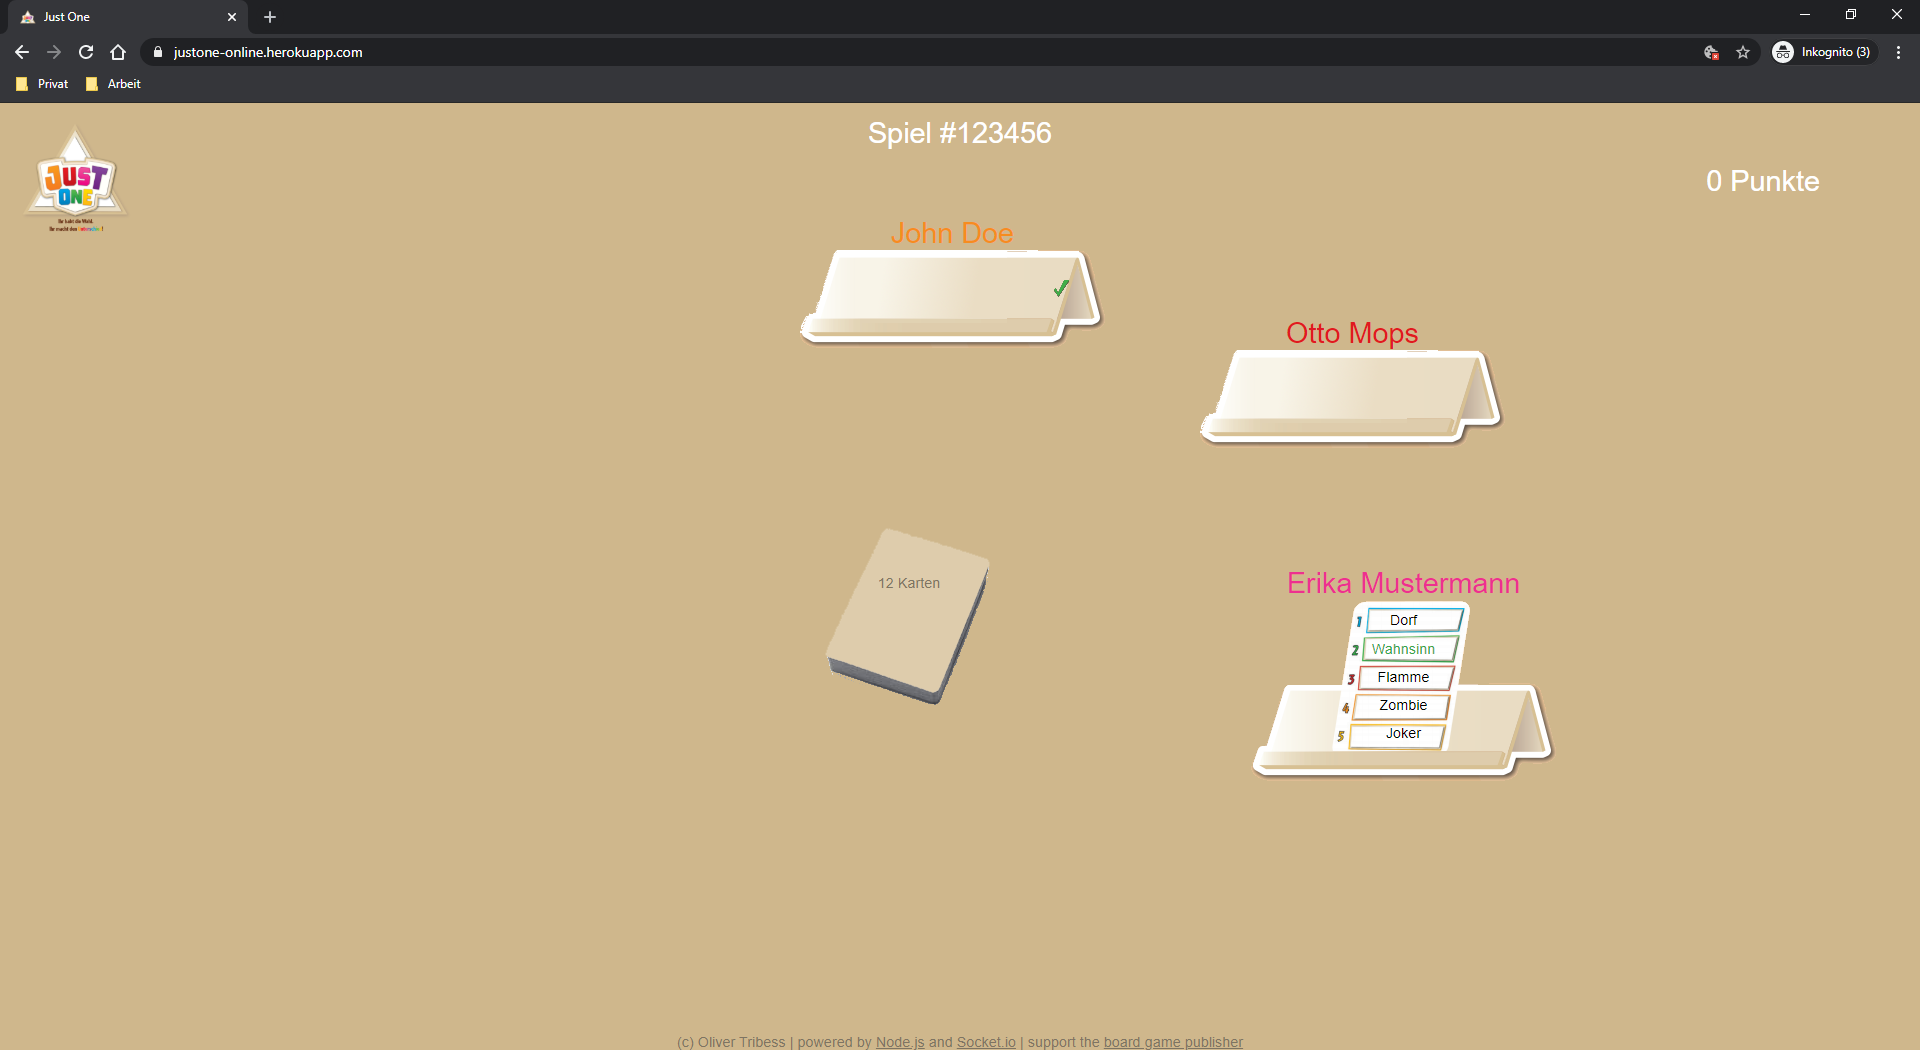 Just One
justone-online.herokuapp.com
Inkognito (3)
Privat
Arbeit
Spiel #123456
JUST
ONE
0 Punkte
John Doe
Otto Mops
12 Karten
Erika Mustermann
1 Dorf
2 Wahnsinn
3 Flamme
4 Zombie
5 Joker
(c) Oliver Tribess | powered by Node.js and Socket.io | support the board game publisher